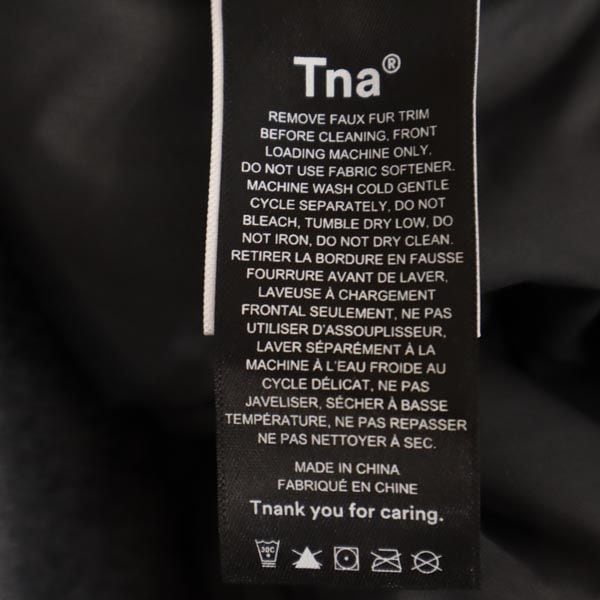 Tna®
REMOVE FAUX FUR TRIM
BEFORE CLEANING, FRONT
LOADING MACHINE ONLY.
DO NOT USE FABRIC SOFTENER.
MACHINE WASH COLD GENTLE
CYCLE SEPARATELY, DO NOT
BLEACH, TUMBLE DRY LOW, DO
NOT IRON, DO NOT DRY CLEAN.
RETIRER LA BORDURE EN FAUSSE
FOURRURE AVANT DE LAVER,
LAVEUSE À CHARGEMENT
FRONTAL SEULEMENT, NE PAS
UTILISER D'ASSOUPLISSEUR,
LAVER SÉPARÉMENT À LA
MACHINE À L'EAU FROIDE AU
CYCLE DÉLICAT, NE PAS
JAVELISER, SÉCHER À BASSE
TEMPÉRATURE, NE PAS REPASSER
NE PAS NETTOYER À SEC.
MADE IN CHINA
FABRIQUÉ EN CHINE
Tnank you for caring.
30C